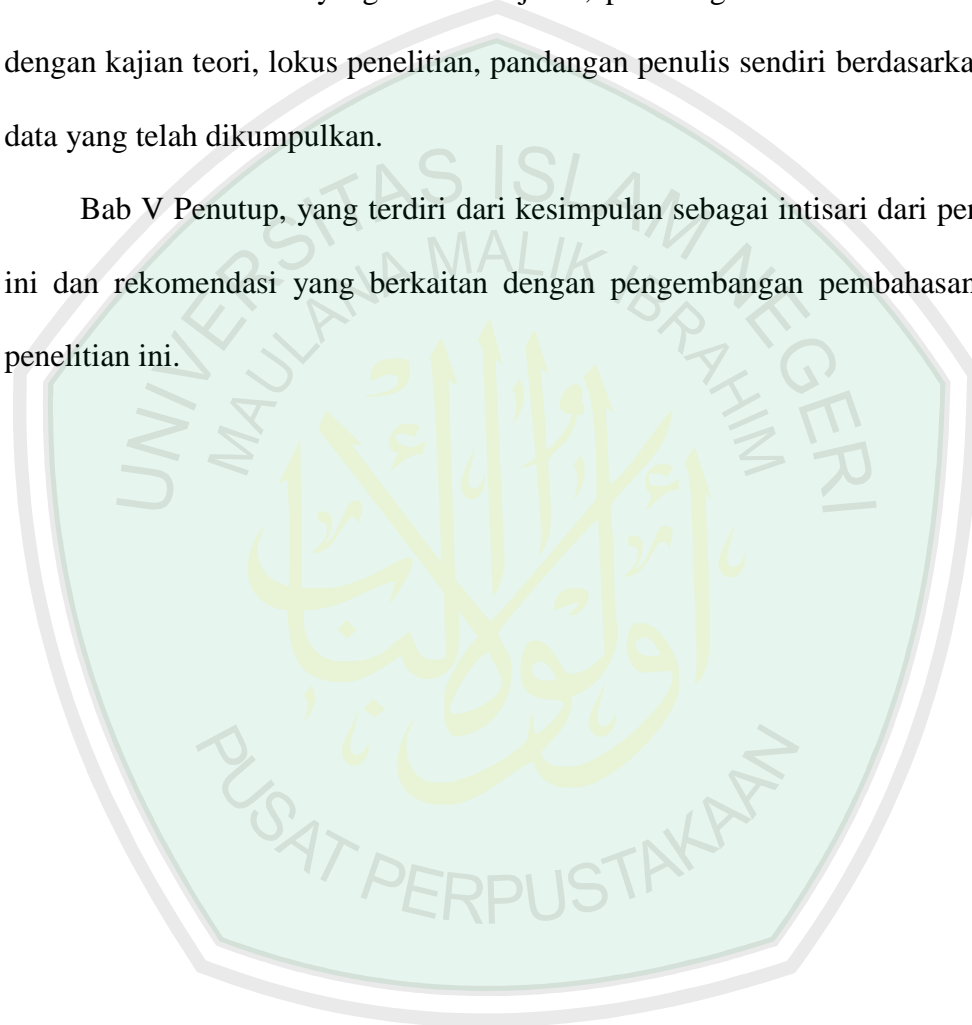 yang
dengan kajian teori, lokus penelitian, pandangan penulis sendiri berdasarka
data yang telah dikumpulkan.
Bab V Penutup, yang terdiri dari kesimpulan sebagai intisari dari per
ini dan rekomendasi yang berkaitan dengan pengembangan pembahasan
penelitian ini.
UNIVERSITAS ISLAM NEGERI
MAULANA MALIK IBRAHIM
PUSAT PERPUSTAKAAN